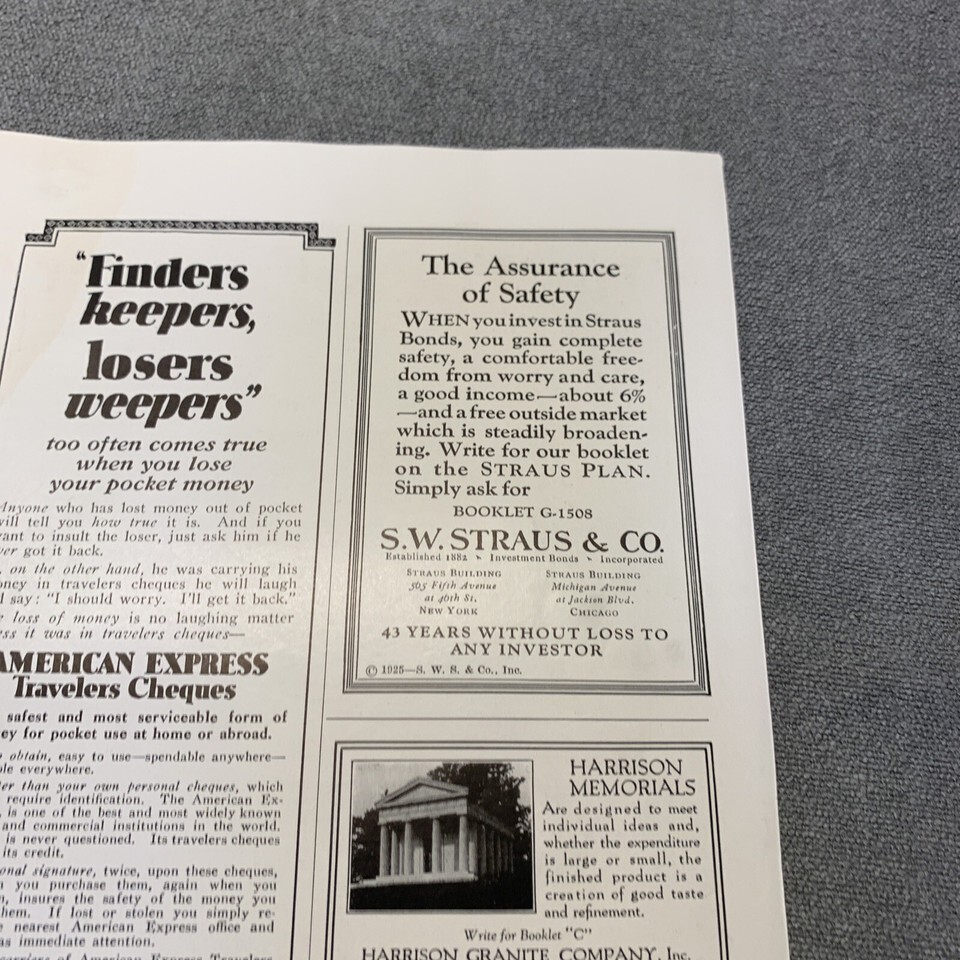 “Finders
keepers,
losers
weepers”
too often comes true
when you lose
your pocket money
Anyone who has lost money out of pocket
will tell you how true it is. And if you
want to insult the loser, just ask him if he
ever got it back.
on the other hand, he was carrying his
money in travelers cheques he will laugh
say: "I should worry. I'll get it back."
loss of money is no laughing matter
it was in travelers cheques—
AMERICAN EXPRESS
Travelers Cheques
safest and most serviceable form of
for pocket use at home or abroad.
obtain, easy to use—spendable anywhere—
everywhere.
than your own personal cheques, which
require identification. The American Ex-
is one of the best and most widely known
and commercial institutions in the world.
is never questioned. Its travelers cheques
its credit.
signature, twice, upon these cheques,
you purchase them, again when you
insures the safety of the money you
If lost or stolen you simply re-
nearest American Express office and
immediate attention.
The Assurance
of Safety
WHEN you invest in Straus
Bonds, you gain complete
safety, a comfortable free-
dom from worry and care,
a good income—about 6%
—and a free outside market
which is steadily broaden-
ing. Write for our booklet
on the STRAUS PLAN.
Simply ask for
BOOKLET G-1508
S.W. STRAUS & CO.
Established 1882 Investment Bonds Incorporated
STRAUS BUILDING
565 Fifth Avenue
at 46th St.
NEW YORK
STRAUS BUILDING
Michigan Avenue
at Jackson Blvd.
CHICAGO
43 YEARS WITHOUT LOSS TO
ANY INVESTOR
© 1925—S. W. S. & Co., Inc.
HARRISON
MEMORIALS
Are designed to meet
individual ideas and,
whether the expenditure
is large or small, the
finished product is a
creation of good taste
and refinement.
Write for Booklet "C"
HARRISON GRANITE COMPANY, Inc.